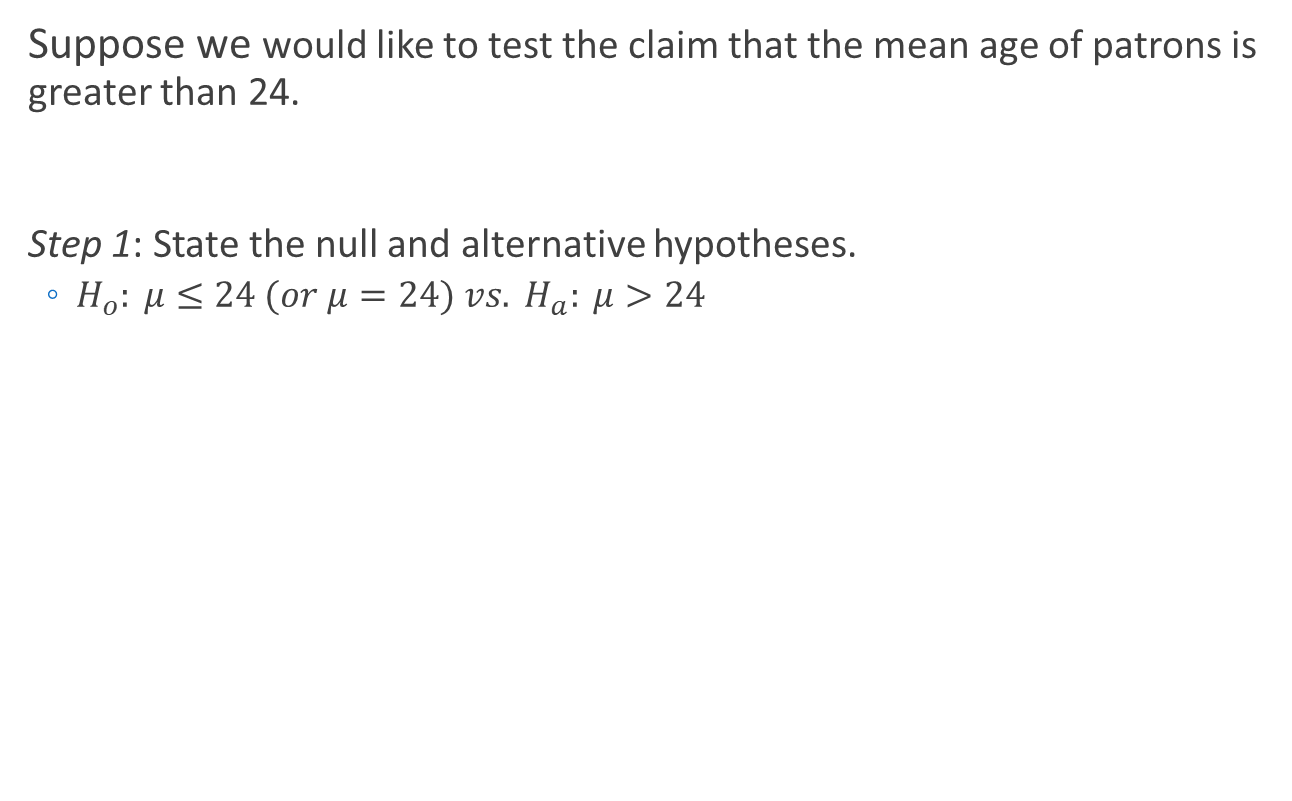 Suppose we would like to test the claim that the mean age of patrons is
greater than 24.
Step 1: State the null and alternative hypotheses.
◦ Hₒ: μ ≤ 24 (or μ = 24) vs. Hₐ: μ > 24